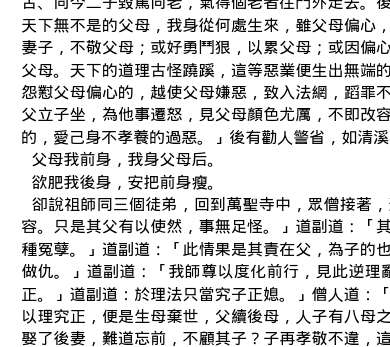 古、同今二子毀罵同老，氣得個老者往門外走去。後
天下無不是的父母，我身從何處生來，雖父母偏心，
妻子，不敬父母；或好勇鬥狠，以累父母；或因偏心
父母。天下的道理古怪蹺蹊，這等惡業便生出無端的
怨懟父母偏心的，越使父母嫌惡，致入法網，蹈罪不
父立子坐，為他事遷怒，見父母顏色尤厲，不即改容
的，愛己身不孝養的過惡。」後有勸人警省，如清溪
父母我前身，我身父母后。
欲肥我後身，安把前身瘦。
卻說祖師同三個徒弟，回到萬聖寺中，眾僧接著，
容。只是其父有以使然，事無足怪。」道副道：「其
種冤孽。」道副道：「此情果是其責在父，為子的也
做仇。」道副道：「我師尊以度化前行，見此逆理亂
正。」道副道：於理法只當究子正媳。」僧人道：「
以理究正，便是生母棄世，父續後母，人子有八母之
娶了後妻，難道忘前，不顧其子？子再孝敬不違，這